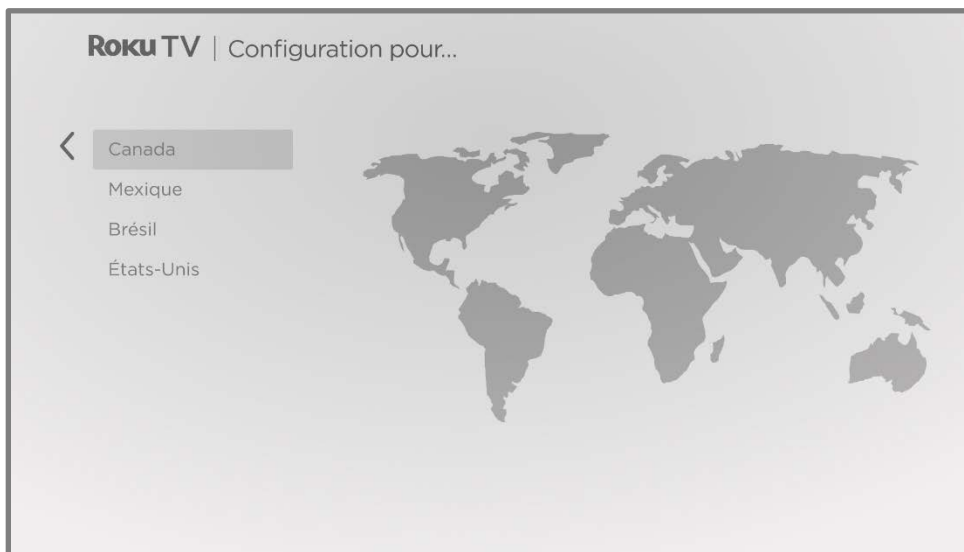 Roku TV | Configuration pour...
Canada
Mexique
Brésil
États-Unis